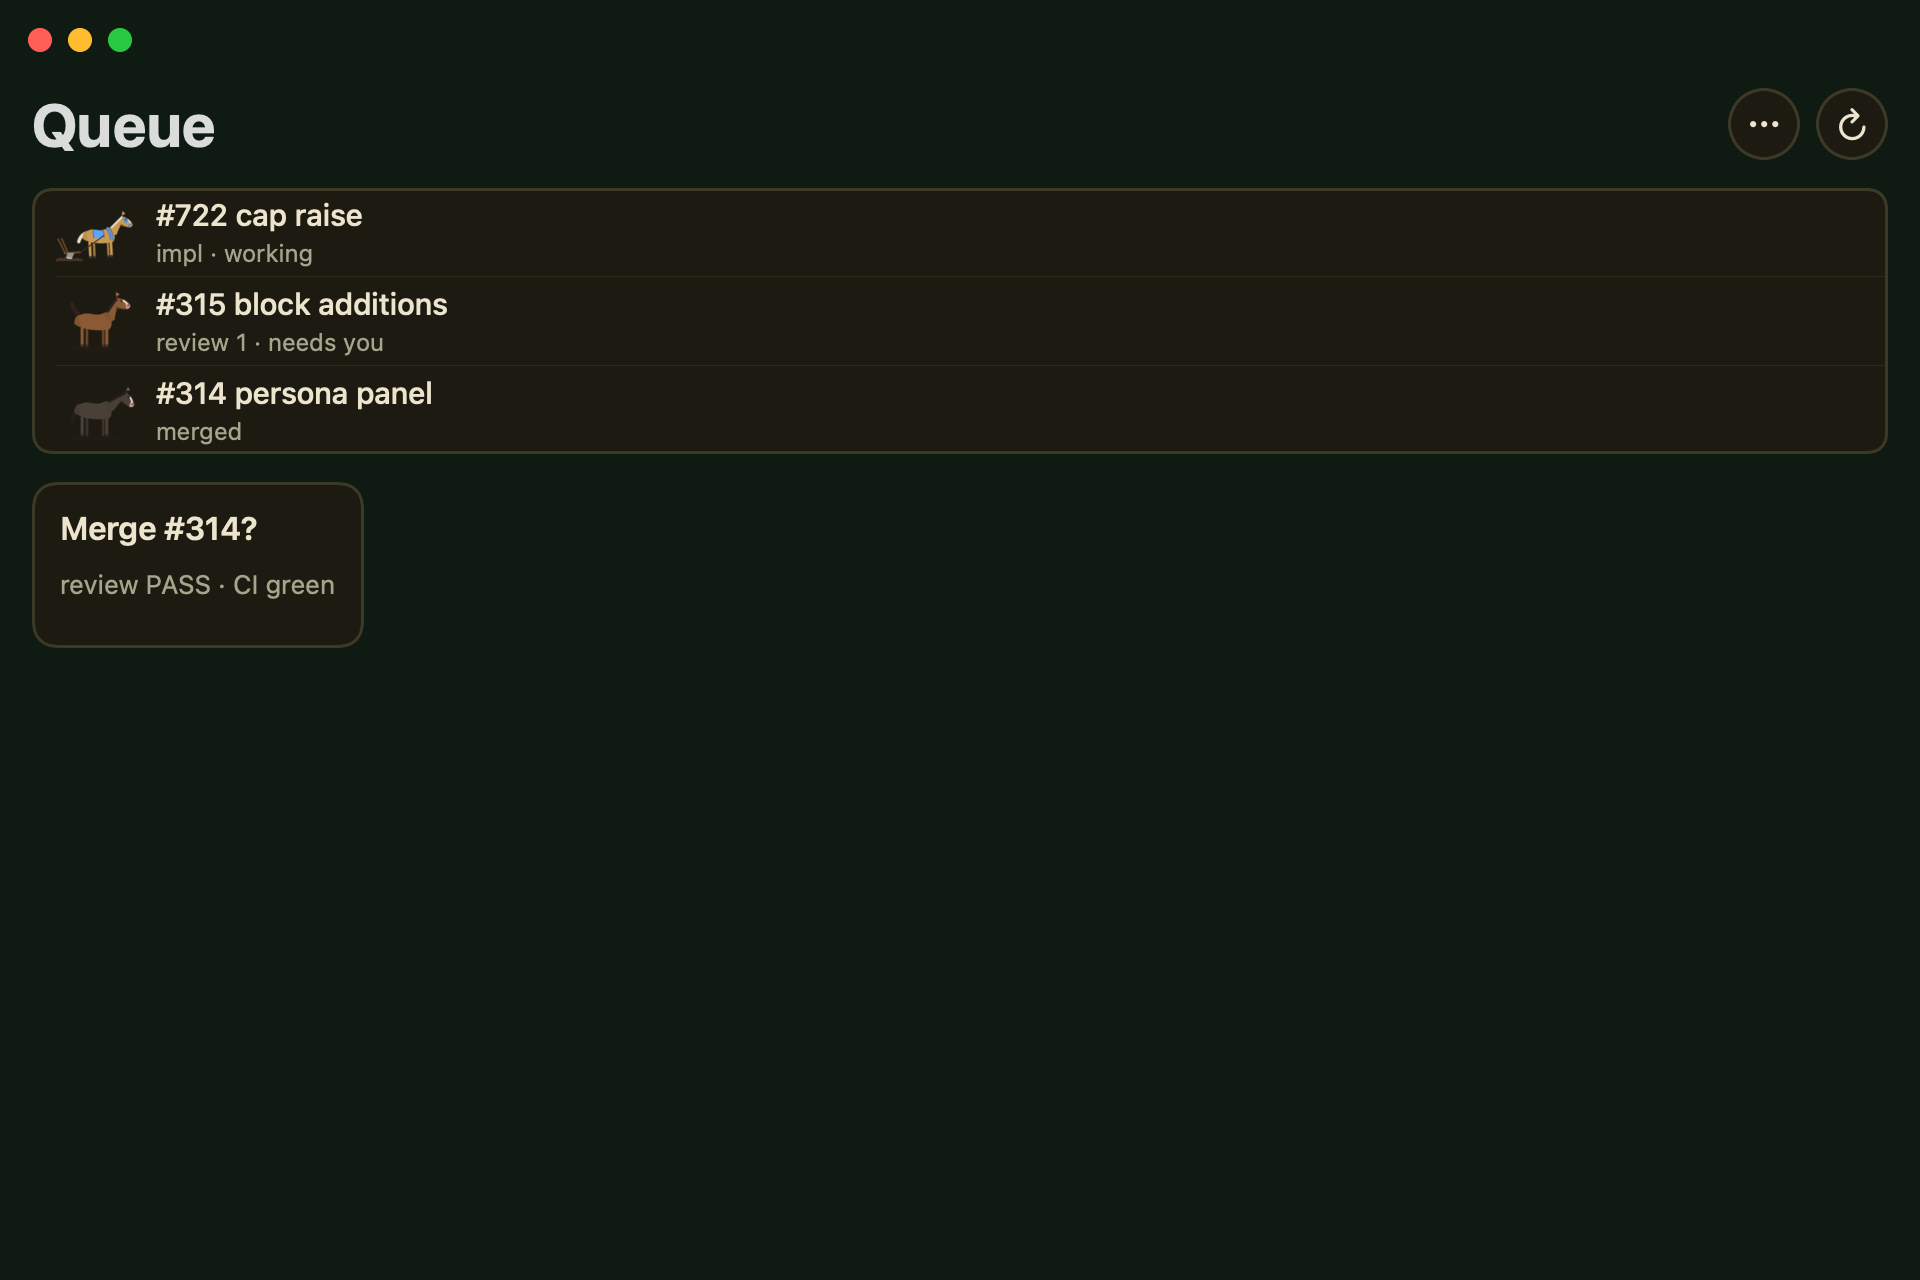 Queue
#722 cap raise
impl · working
#315 block additions
review 1 · needs you
#314 persona panel
merged
Merge #314?
review PASS · CI green